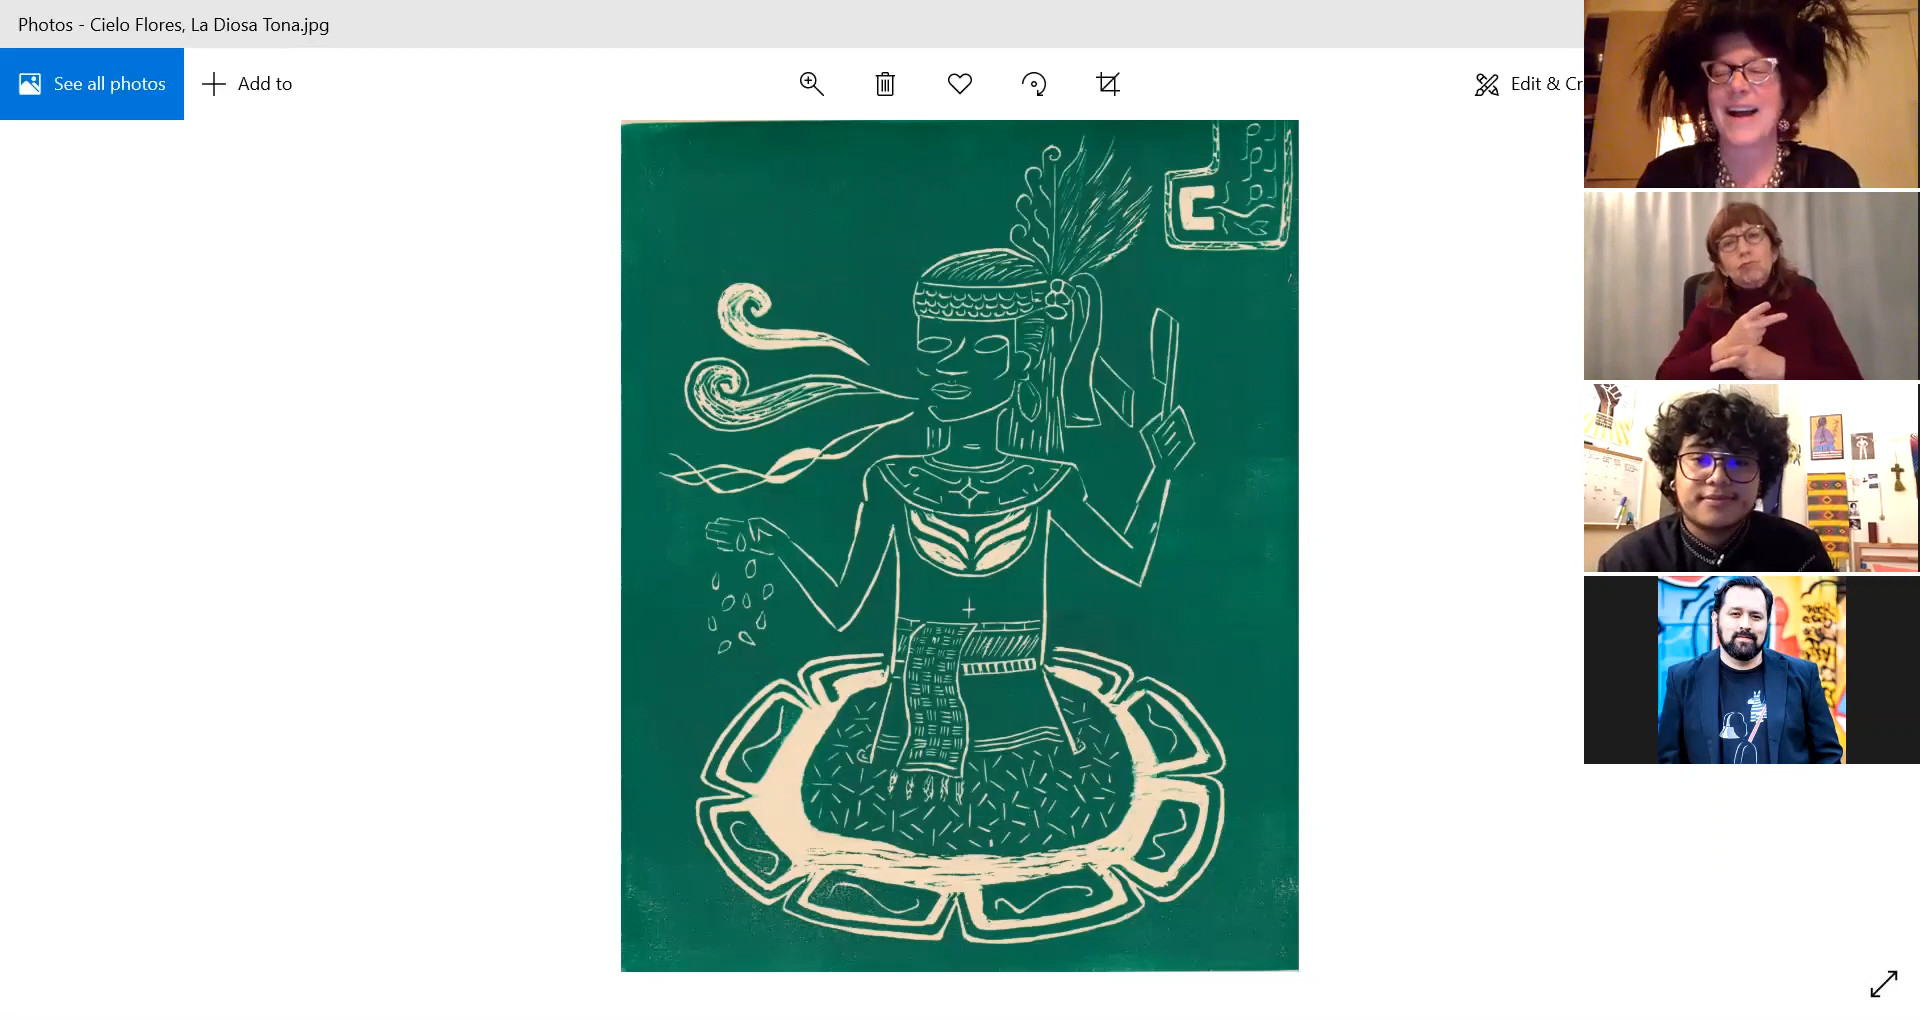 Photos - Cielo Flores, La Diosa Tona.jpg
See all photos
Add to
Edit & Cr